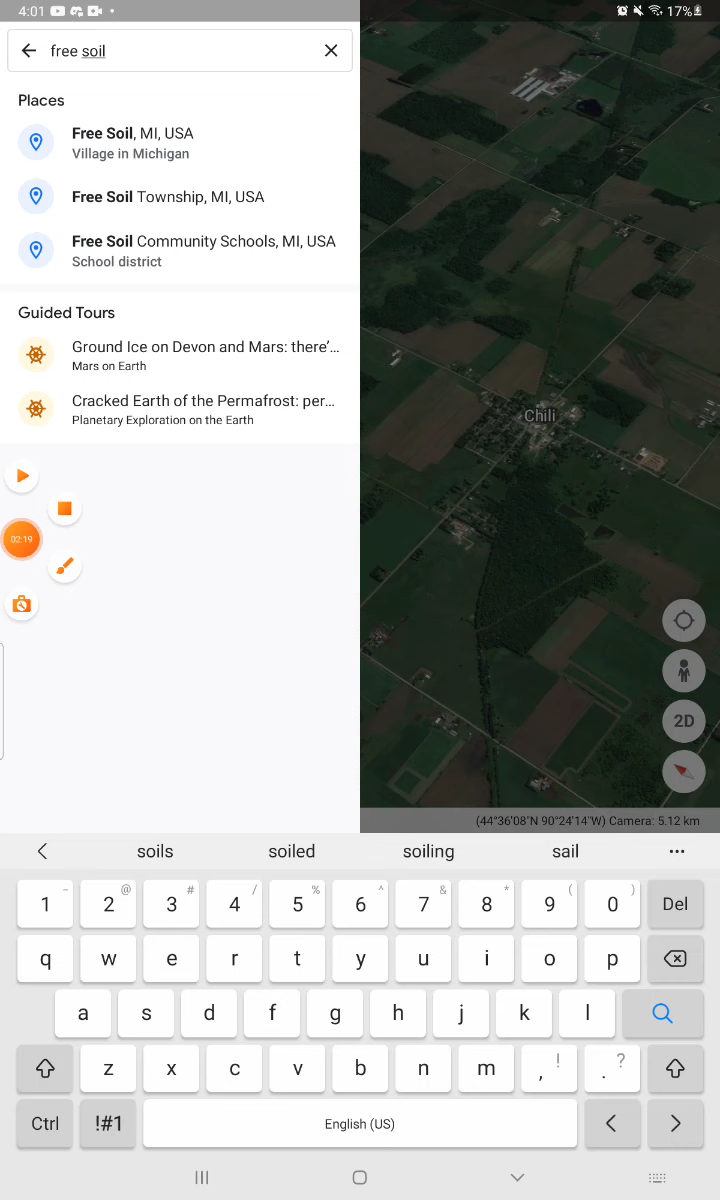 4:01
17%
free soil
Places
Free Soil, MI, USA
Village in Michigan
Free Soil Township, MI, USA
Free Soil Community Schools, MI, USA
School district
Guided Tours
Ground Ice on Devon and Mars: there'...
Mars on Earth
Cracked Earth of the Permafrost: per...
Planetary Exploration on the Earth
02:19
Chili
2D
(44°36'08"N 90°24'14"W) Camera: 5.12 km
soils soiled soiling sail ...
1 - 2 @ 3 # 4 / 5 % 6 ^ 7 & 8 * 9 ( 0 ) Del
q w e r t y u i o p
a s d f g h j k l
z x c v b n m , ! . ?
Ctrl !#1 English (US) < >